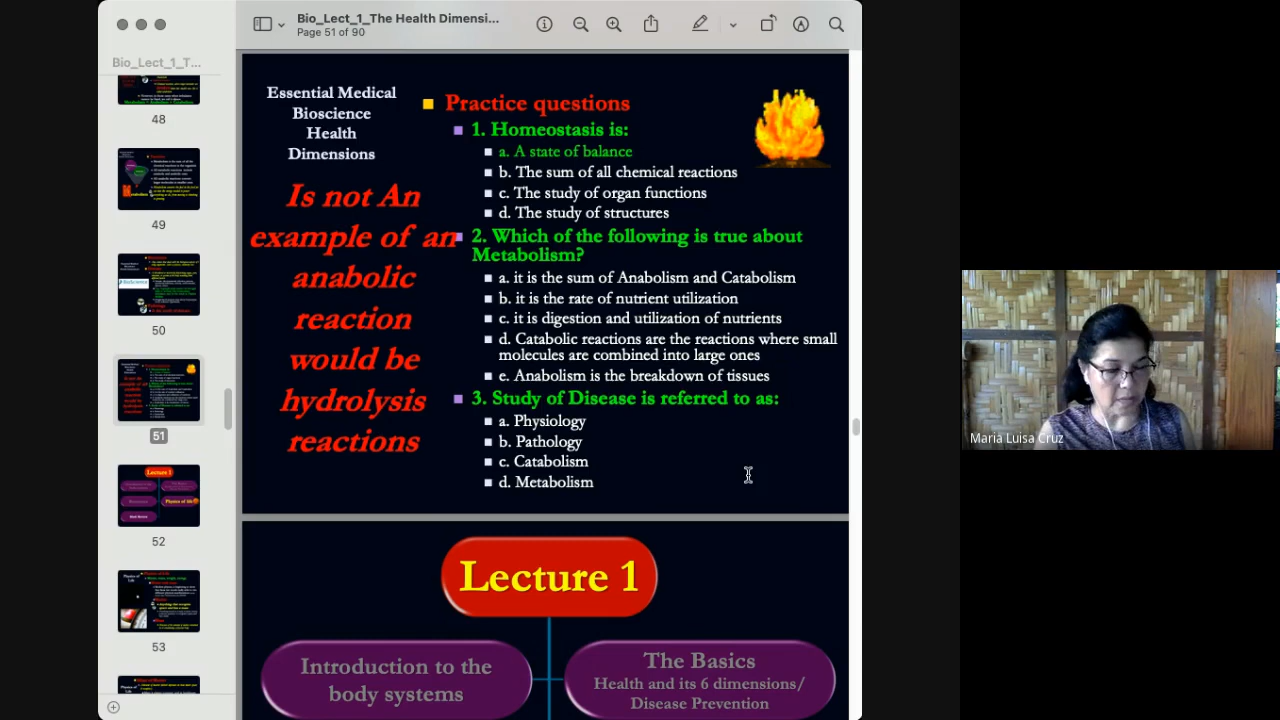 Bio_Lect_1_The Health Dimensi...
Page 51 of 90
Bio_Lect_1_T...
48
49
50
51
52
53
Essential Medical
Bioscience
Health
Dimensions
Is not An
example of an
anabolic
reaction
would be
hydrolysis
reactions
Practice questions
1. Homeostasis is:
a. A state of balance
b. The sum of all chemical reactions
c. The study of organ functions
d. The study of structures
2. Which of the following is true about
Metabolism?
a. it is the sum of Anabolism and Catabolism
b. it is the rate of nutrient utilization
c. it is digestion and utilization of nutrients
d. Catabolic reactions are the reactions where small
molecules are combined into large ones
e. Anabolic is the breakdown of tissues
3. Study of Disease is referred to as:
a. Physiology
b. Pathology
c. Catabolism
d. Metabolism
Lecture 1
Introduction to the
body systems
The Basics
Health and its 6 dimensions/
Disease Prevention
Maria Luisa Cruz